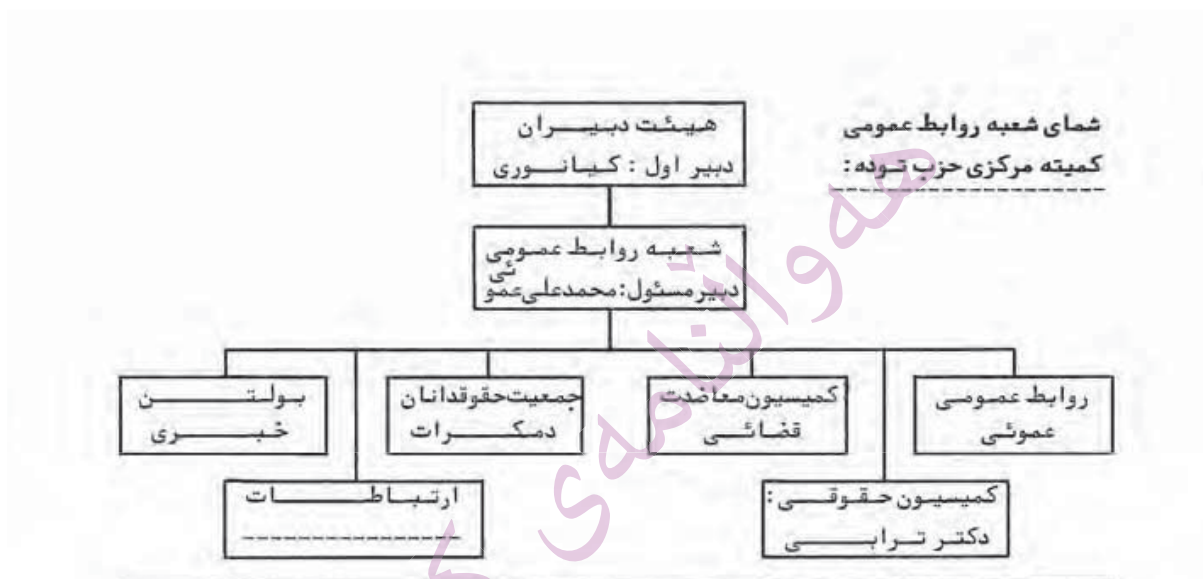 شمای شعبه روابط عمومی
کمیته مرکزی حزب توده:
هیئت دبیران
دبیر اول : کیانوری
شعبه روابط عمومی
دبیر مسئول: محمدعلی عموئی
روابط عمومی
عموئی
کمیسیون معاضدت
قضائی
جمعیت حقوقدانان
دمکرات
بولتن
خبری
کمیسیون حقوقی :
دکتر ترابی
ارتباطات
هەواڵنامەی